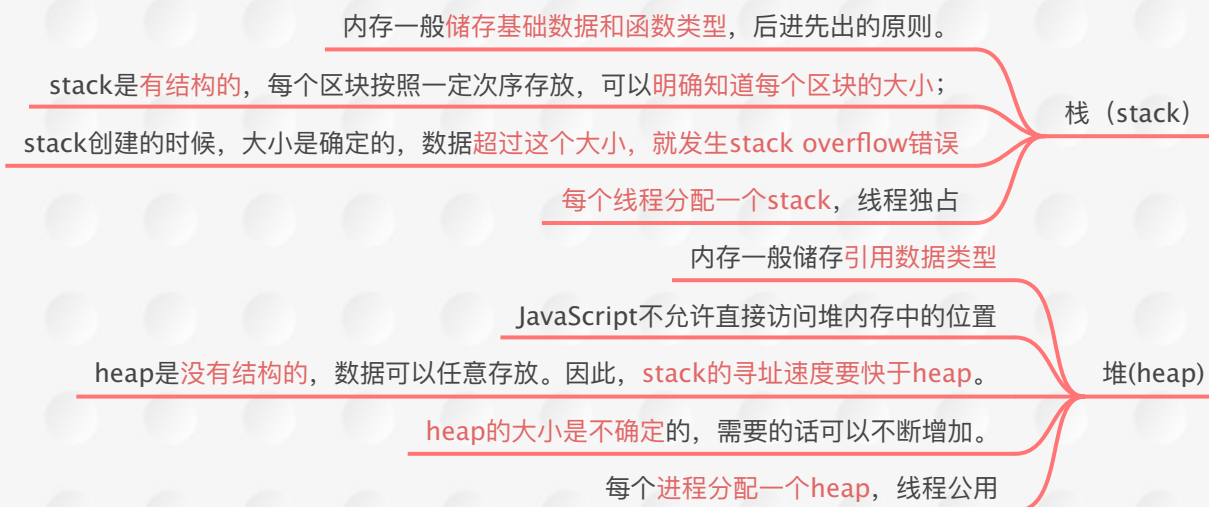 内存一般储存基础数据和函数类型，后进先出的原则。
stack是有结构的，每个区块按照一定次序存放，可以明确知道每个区块的大小；
stack创建的时候，大小是确定的，数据超过这个大小，就发生stack overflow错误
每个线程分配一个stack，线程独占
栈（stack）
内存一般储存引用数据类型
JavaScript不允许直接访问堆内存中的位置
heap是没有结构的，数据可以任意存放。因此，stack的寻址速度要快于heap。
heap的大小是不确定的，需要的话可以不断增加。
每个进程分配一个heap，线程公用
堆(heap)